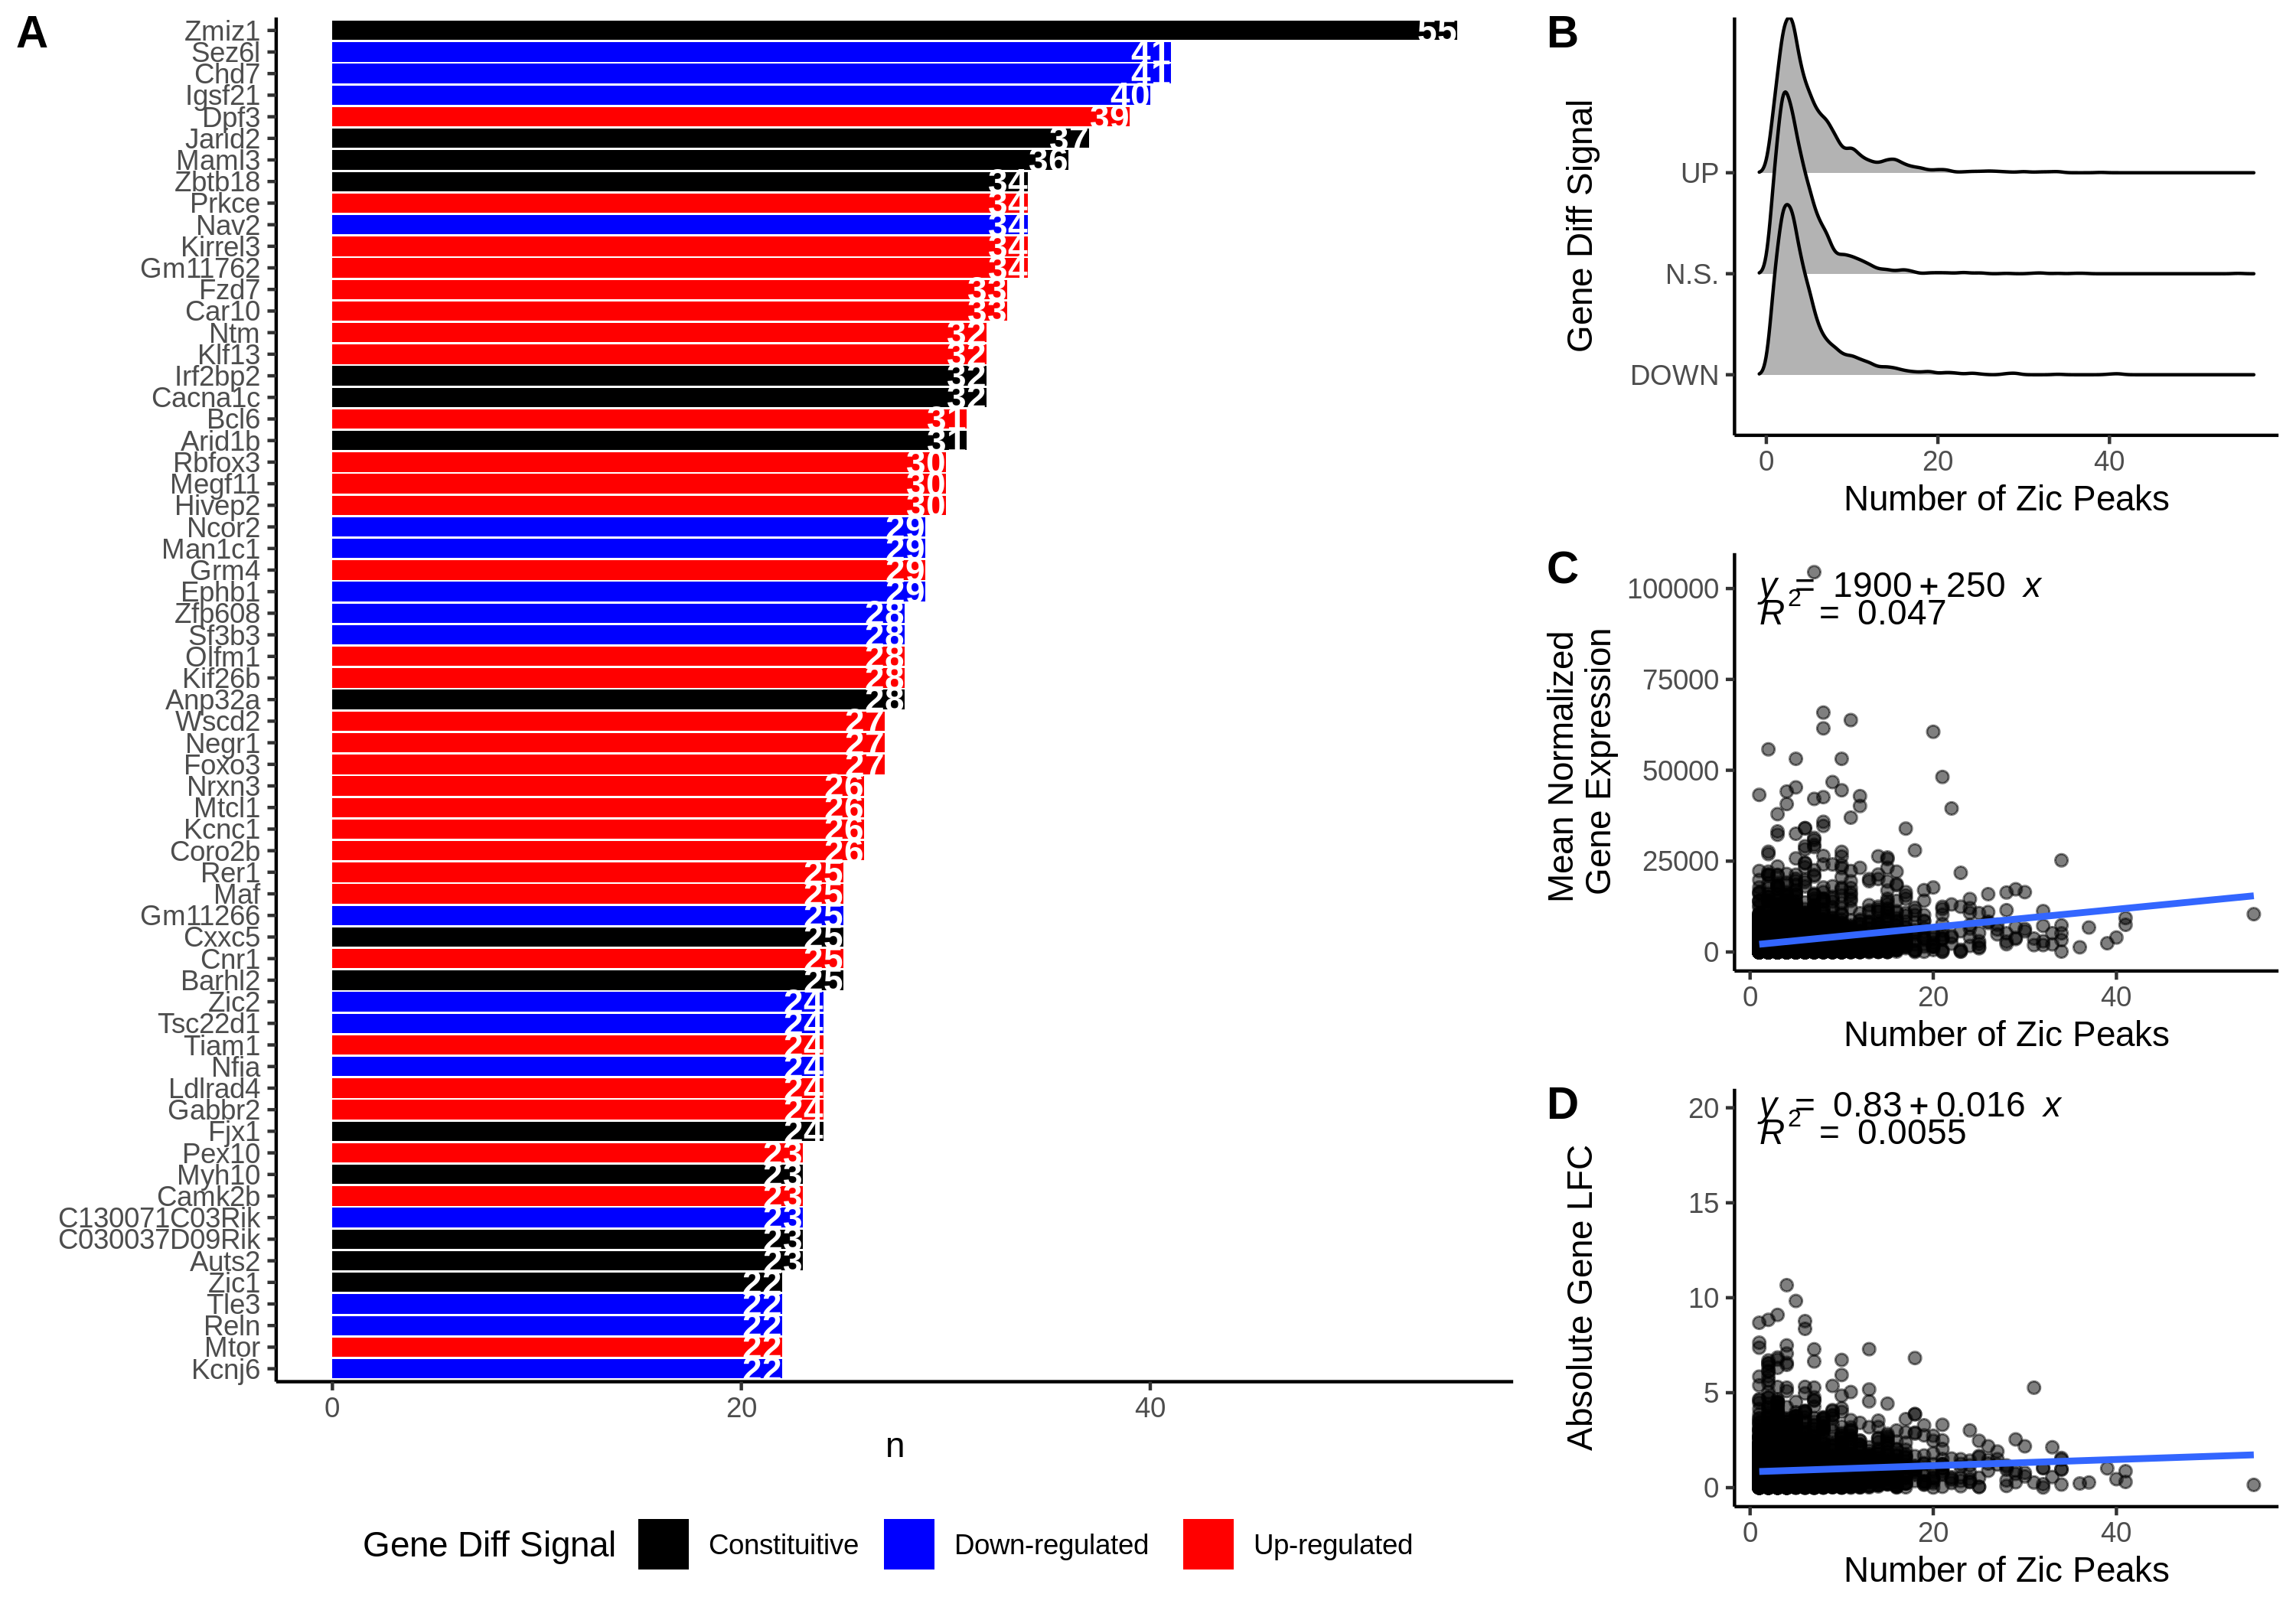 A
Zmiz1 55
Sez6l 41
Chd7 41
Igsf21 40
Dpf3 39
Jarid2 37
Maml3 36
Zbtb18 34
Prkce 34
Nav2 34
Kirrel3 34
Gm11762 34
Fzd7 33
Car10 33
Ntm 32
Klf13 32
Irf2bp2 32
Cacna1c 32
Bcl6 31
Arid1b 31
Rbfox3 30
Megf11 30
Hivep2 30
Ncor2 29
Man1c1 29
Grm4 29
Ephb1 29
Zfp608 28
Sf3b3 28
Olfm1 28
Kif26b 28
Anp32a 28
Wscd2 27
Negr1 27
Foxo3 27
Nrxn3 26
Mtcl1 26
Kcnc1 26
Coro2b 26
Rer1 25
Maf 25
Gm11266 25
Cxxc5 25
Cnr1 25
Barhl2 25
Zic2 24
Tsc22d1 24
Tiam1 24
Nfia 24
Ldlrad4 24
Gabbr2 24
Fjx1 24
Pex10 23
Myh10 23
Camk2b 23
C130071C03Rik 23
C030037D09Rik 23
Auts2 23
Zic1 22
Tle3 22
Reln 22
Mtor 22
Kcnj6 22
0 20 40
n
Gene Diff Signal Constituitive Down-regulated Up-regulated
B
Gene Diff Signal
UP
N.S.
DOWN
0 20 40
Number of Zic Peaks
C
Mean Normalized
Gene Expression
y = 1900 + 250 x
R² = 0.047
100000
75000
50000
25000
0
0 20 40
Number of Zic Peaks
D
Absolute Gene LFC
y = 0.83 + 0.016 x
R² = 0.0055
20
15
10
5
0
0 20 40
Number of Zic Peaks